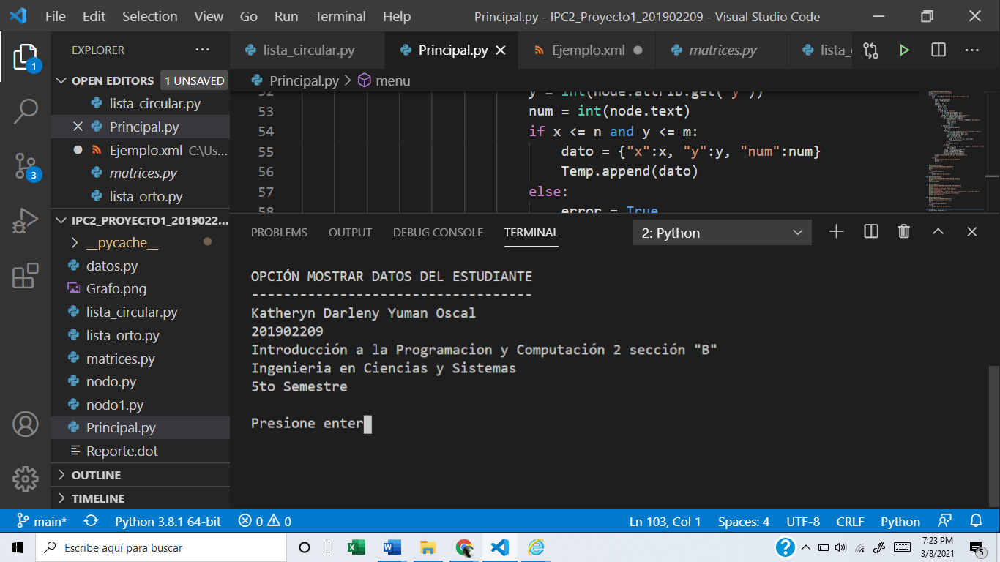 File Edit Selection View Go Run Terminal Help Principal.py - IPC2_Proyecto1_201902209 - Visual Studio Code
EXPLORER
lista_circular.py Principal.py Ejemplo.xml matrices.py lista_
OPEN EDITORS 1 UNSAVED
lista_circular.py
Principal.py
Ejemplo.xml C:\Us...
matrices.py
lista_orto.py
IPC2_PROYECTO1_2019022...
__pycache__
datos.py
Grafo.png
lista_circular.py
lista_orto.py
matrices.py
nodo.py
nodo1.py
Principal.py
Reporte.dot
OUTLINE
TIMELINE
1
3
Principal.py > menu
52 y = int(node.attrib.get('y'))
53 num = int(node.text)
54 if x <= n and y <= m:
55 dato = {"x":x, "y":y, "num":num}
56 Temp.append(dato)
57 else:
58 error = True
PROBLEMS OUTPUT DEBUG CONSOLE TERMINAL 2: Python
OPCIÓN MOSTRAR DATOS DEL ESTUDIANTE
-----------------------------------
Katheryn Darleny Yuman Oscal
201902209
Introducción a la Programacion y Computación 2 sección "B"
Ingenieria en Ciencias y Sistemas
5to Semestre
Presione enter
main* Python 3.8.1 64-bit 0 0 Ln 103, Col 1 Spaces: 4 UTF-8 CRLF Python
Escribe aquí para buscar
7:23 PM
3/8/2021
5